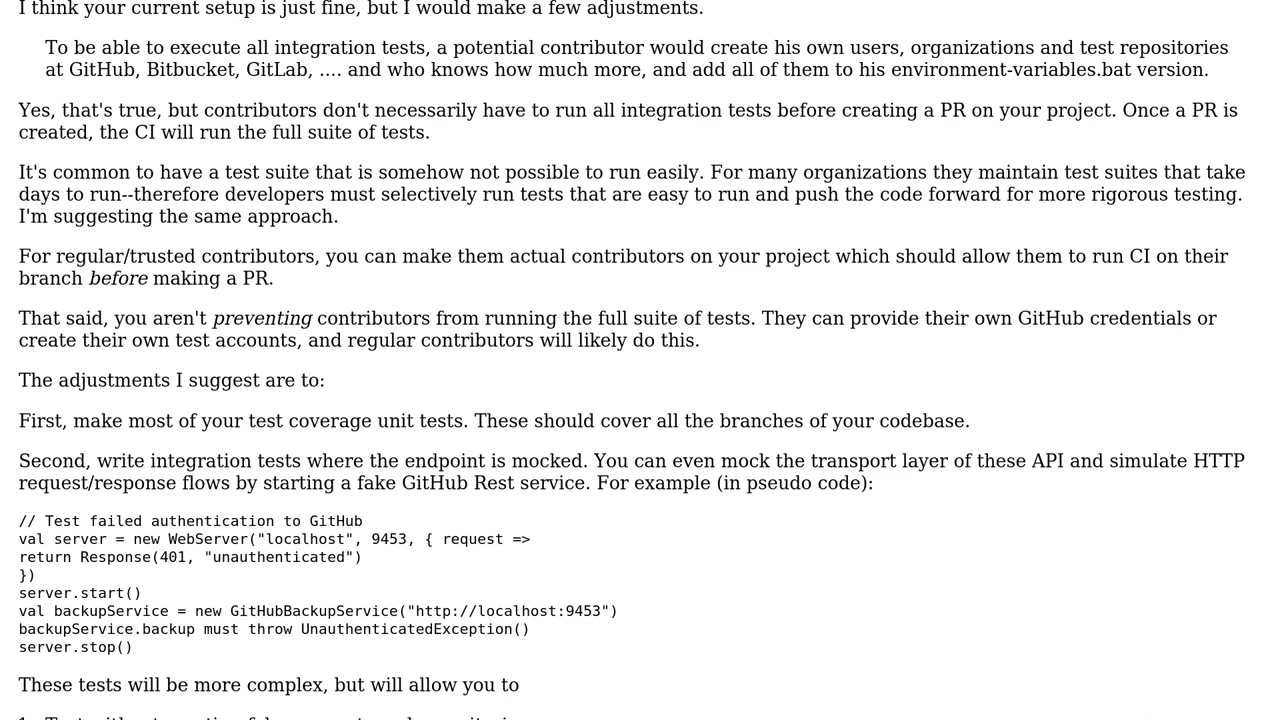 I think your current setup is just fine, but I would make a few adjustments.
To be able to execute all integration tests, a potential contributor would create his own users, organizations and test repositories
at GitHub, Bitbucket, GitLab, .... and who knows how much more, and add all of them to his environment-variables.bat version.
Yes, that's true, but contributors don't necessarily have to run all integration tests before creating a PR on your project. Once a PR is
created, the CI will run the full suite of tests.
It's common to have a test suite that is somehow not possible to run easily. For many organizations they maintain test suites that take
days to run--therefore developers must selectively run tests that are easy to run and push the code forward for more rigorous testing.
I'm suggesting the same approach.
For regular/trusted contributors, you can make them actual contributors on your project which should allow them to run CI on their
branch before making a PR.
That said, you aren't preventing contributors from running the full suite of tests. They can provide their own GitHub credentials or
create their own test accounts, and regular contributors will likely do this.
The adjustments I suggest are to:
First, make most of your test coverage unit tests. These should cover all the branches of your codebase.
Second, write integration tests where the endpoint is mocked. You can even mock the transport layer of these API and simulate HTTP
request/response flows by starting a fake GitHub Rest service. For example (in pseudo code):
// Test failed authentication to GitHub
val server = new WebServer("localhost", 9453, { request =>
return Response(401, "unauthenticated")
})
server.start()
val backupService = new GitHubBackupService("http://localhost:9453")
backupService.backup must throw UnauthenticatedException()
server.stop()
These tests will be more complex, but will allow you to